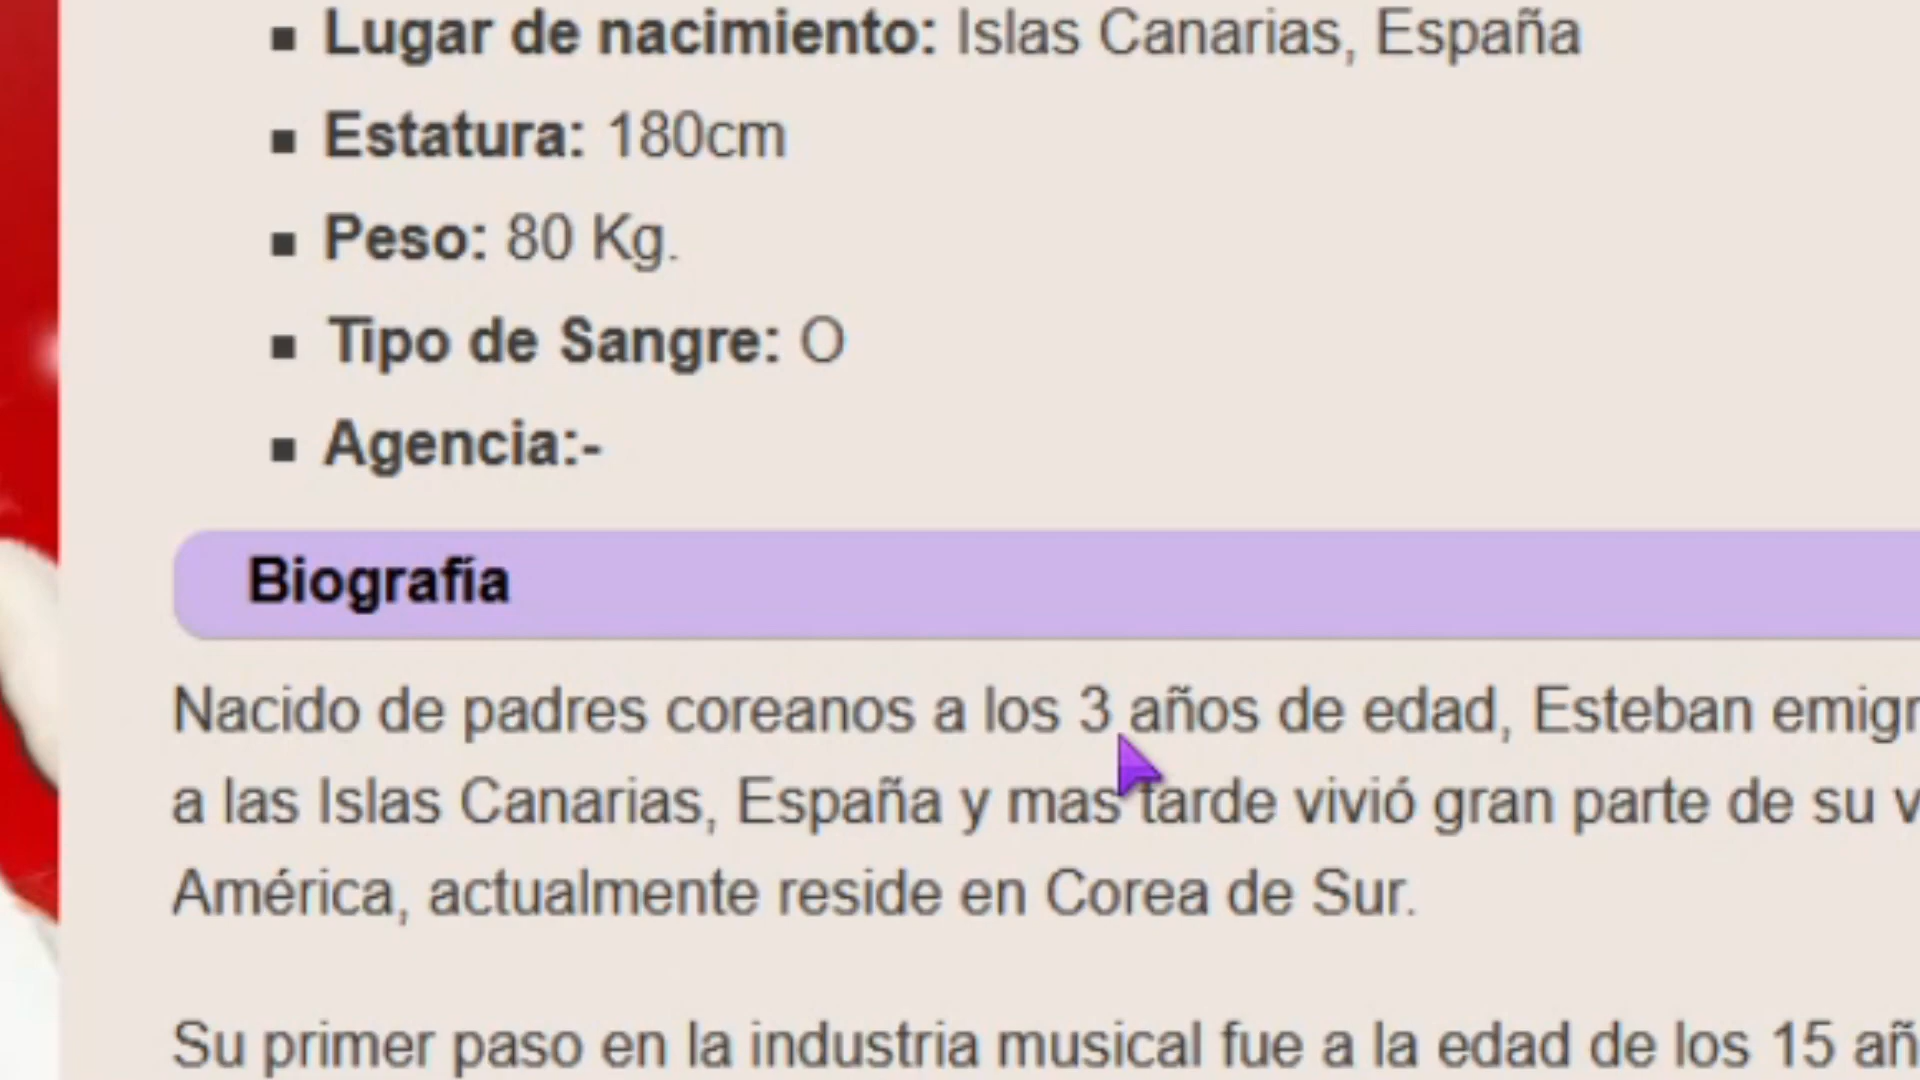 Lugar de nacimiento: Islas Canarias, España
Estatura: 180cm
Peso: 80 Kg.
Tipo de Sangre: O
Agencia:-
Biografía
Nacido de padres coreanos a los 3 años de edad, Esteban
a las Islas Canarias, España y mas tarde vivió gran parte de su
América, actualmente reside en Corea de Sur.
Su primer paso en la industria musical fue a la edad de los 15